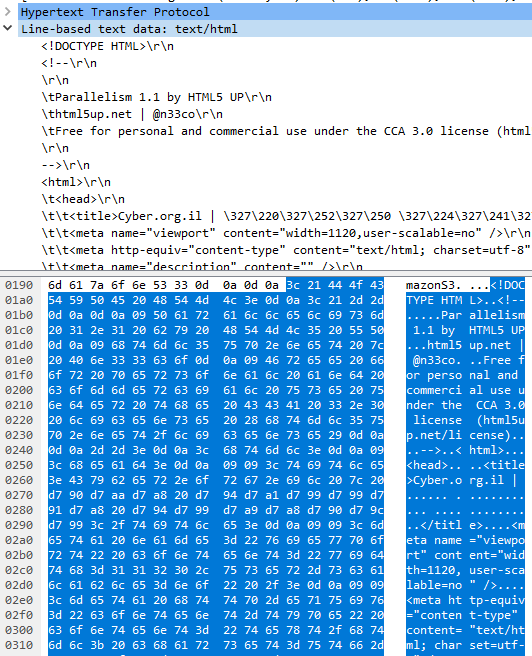 Hypertext Transfer Protocol
Line-based text data: text/html
<!DOCTYPE HTML>\r\n
<!--\r\n
\r\n
\tParallelism 1.1 by HTML5 UP\r\n
\thtml5up.net | @n33co\r\n
\tFree for personal and commercial use under the CCA 3.0 license (html
\r\n
-->\r\n
<html>\r\n
\t<head>\r\n
\t\t<title>Cyber.org.il | \327\220\327\252\327\250 \327\224\327\241\32
\t\t<meta name="viewport" content="width=1120,user-scalable=no" />\r\n
\t\t<meta http-equiv="content-type" content="text/html; charset=utf-8"
\t\t<meta name="description" content="" />\r\n
0190 6d 61 7a 6f 6e 53 33 0d 0a 0d 0a 3c 21 44 4f 43 mazonS3. ...<!DOC
01a0 54 59 50 45 20 48 54 4d 4c 3e 0d 0a 3c 21 2d 2d TYPE HTM L>..<!--
01b0 0d 0a 0d 0a 09 50 61 72 61 6c 6c 65 6c 69 73 6d .....Par allelism
01c0 20 31 2e 31 20 62 79 20 48 54 4d 4c 35 20 55 50 1.1 by HTML5 UP
01d0 0d 0a 09 68 74 6d 6c 35 75 70 2e 6e 65 74 20 7c ...html5 up.net |
01e0 20 40 6e 33 33 63 6f 0d 0a 09 46 72 65 65 20 66 @n33co. ..Free f
01f0 6f 72 20 70 65 72 73 6f 6e 61 6c 20 61 6e 64 20 or perso nal and
0200 63 6f 6d 6d 65 72 63 69 61 6c 20 75 73 65 20 75 commerci al use u
0210 6e 64 65 72 20 74 68 65 20 43 43 41 20 33 2e 30 nder the CCA 3.0
0220 20 6c 69 63 65 6e 73 65 20 28 68 74 6d 6c 35 75 license (html5u
0230 70 2e 6e 65 74 2f 6c 69 63 65 6e 73 65 29 0d 0a p.net/li cense)..
0240 0d 0a 2d 2d 3e 0d 0a 3c 68 74 6d 6c 3e 0d 0a 09 ..-->..< html>...
0250 3c 68 65 61 64 3e 0d 0a 09 09 3c 74 69 74 6c 65 <head>.. ..<title
0260 3e 43 79 62 65 72 2e 6f 72 67 2e 69 6c 20 7c 20 >Cyber.o rg.il |
0270 d7 90 d7 aa d7 a8 20 d7 94 d7 a1 d7 99 d7 99 d7 ...... . ........
0280 91 d7 a8 20 d7 94 d7 99 d7 a9 d7 a8 d7 90 d7 9c ... .... ........
0290 d7 99 3c 2f 74 69 74 6c 65 3e 0d 0a 09 09 3c 6d ..</titl e>....<m
02a0 65 74 61 20 6e 61 6d 65 3d 22 76 69 65 77 70 6f eta name ="viewpo
02b0 72 74 22 20 63 6f 6e 74 65 6e 74 3d 22 77 69 64 rt" cont ent="wid
02c0 74 68 3d 31 31 32 30 2c 75 73 65 72 2d 73 63 61 th=1120, user-sca
02d0 6c 61 62 6c 65 3d 6e 6f 22 20 2f 3e 0d 0a 09 09 lable=no " />....
02e0 3c 6d 65 74 61 20 68 74 74 70 2d 65 71 75 69 76 <meta ht tp-equiv
02f0 3d 22 63 6f 6e 74 65 6e 74 2d 74 79 70 65 22 20 ="conten t-type"
0300 63 6f 6e 74 65 6e 74 3d 22 74 65 78 74 2f 68 74 content= "text/ht
0310 6d 6c 3b 20 63 68 61 72 73 65 74 3d 75 74 66 2d ml; char set=utf-